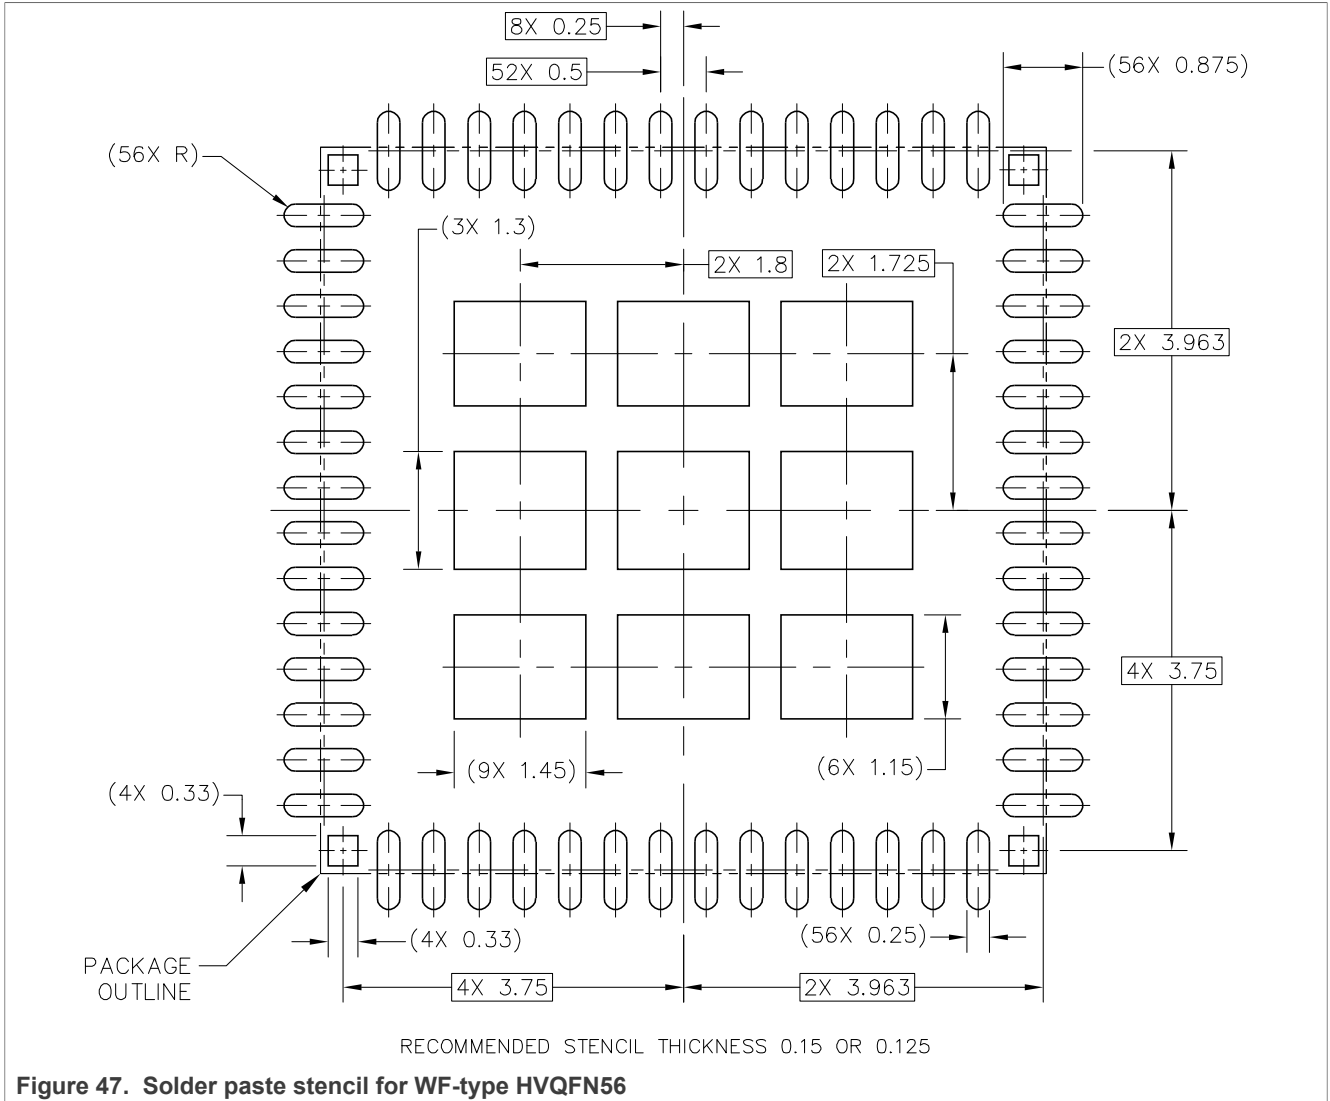 8X 0.25
52X 0.5
(56X 0.875)
(56X R)
(3X 1.3)
2X 1.8
2X 1.725
2X 3.963
4X 3.75
(9X 1.45)
(6X 1.15)
(4X 0.33)
(4X 0.33)
(56X 0.25)
PACKAGE
OUTLINE
4X 3.75
2X 3.963
RECOMMENDED STENCIL THICKNESS 0.15 OR 0.125
Figure 47. Solder paste stencil for WF-type HVQFN56